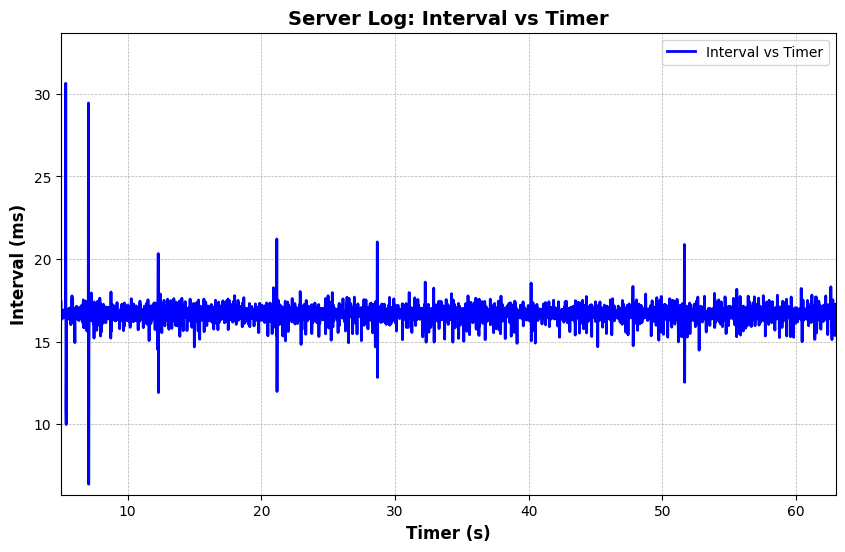 Server Log: Interval vs Timer
Interval vs Timer
Interval (ms)
30
25
20
15
10
10 20 30 40 50 60
Timer (s)